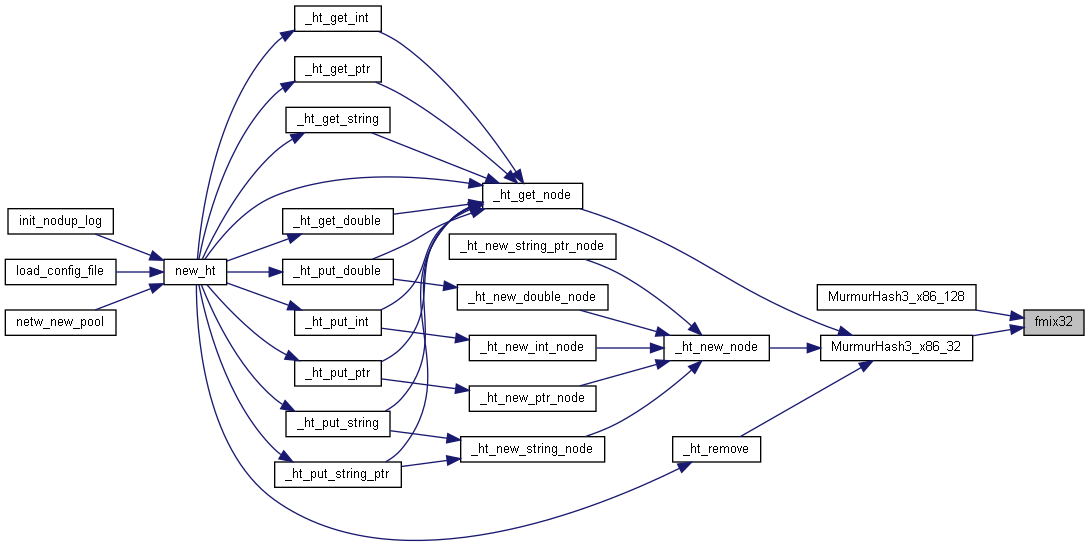 _ht_get_int
_ht_get_ptr
_ht_get_string
_ht_get_node
init_nodup_log
_ht_get_double
_ht_new_string_ptr_node
load_config_file
new_ht
_ht_put_double
_ht_new_double_node
MurmurHash3_x86_128
netw_new_pool
_ht_put_int
fmix32
_ht_new_int_node
_ht_new_node
MurmurHash3_x86_32
_ht_put_ptr
_ht_new_ptr_node
_ht_put_string
_ht_new_string_node
_ht_remove
_ht_put_string_ptr